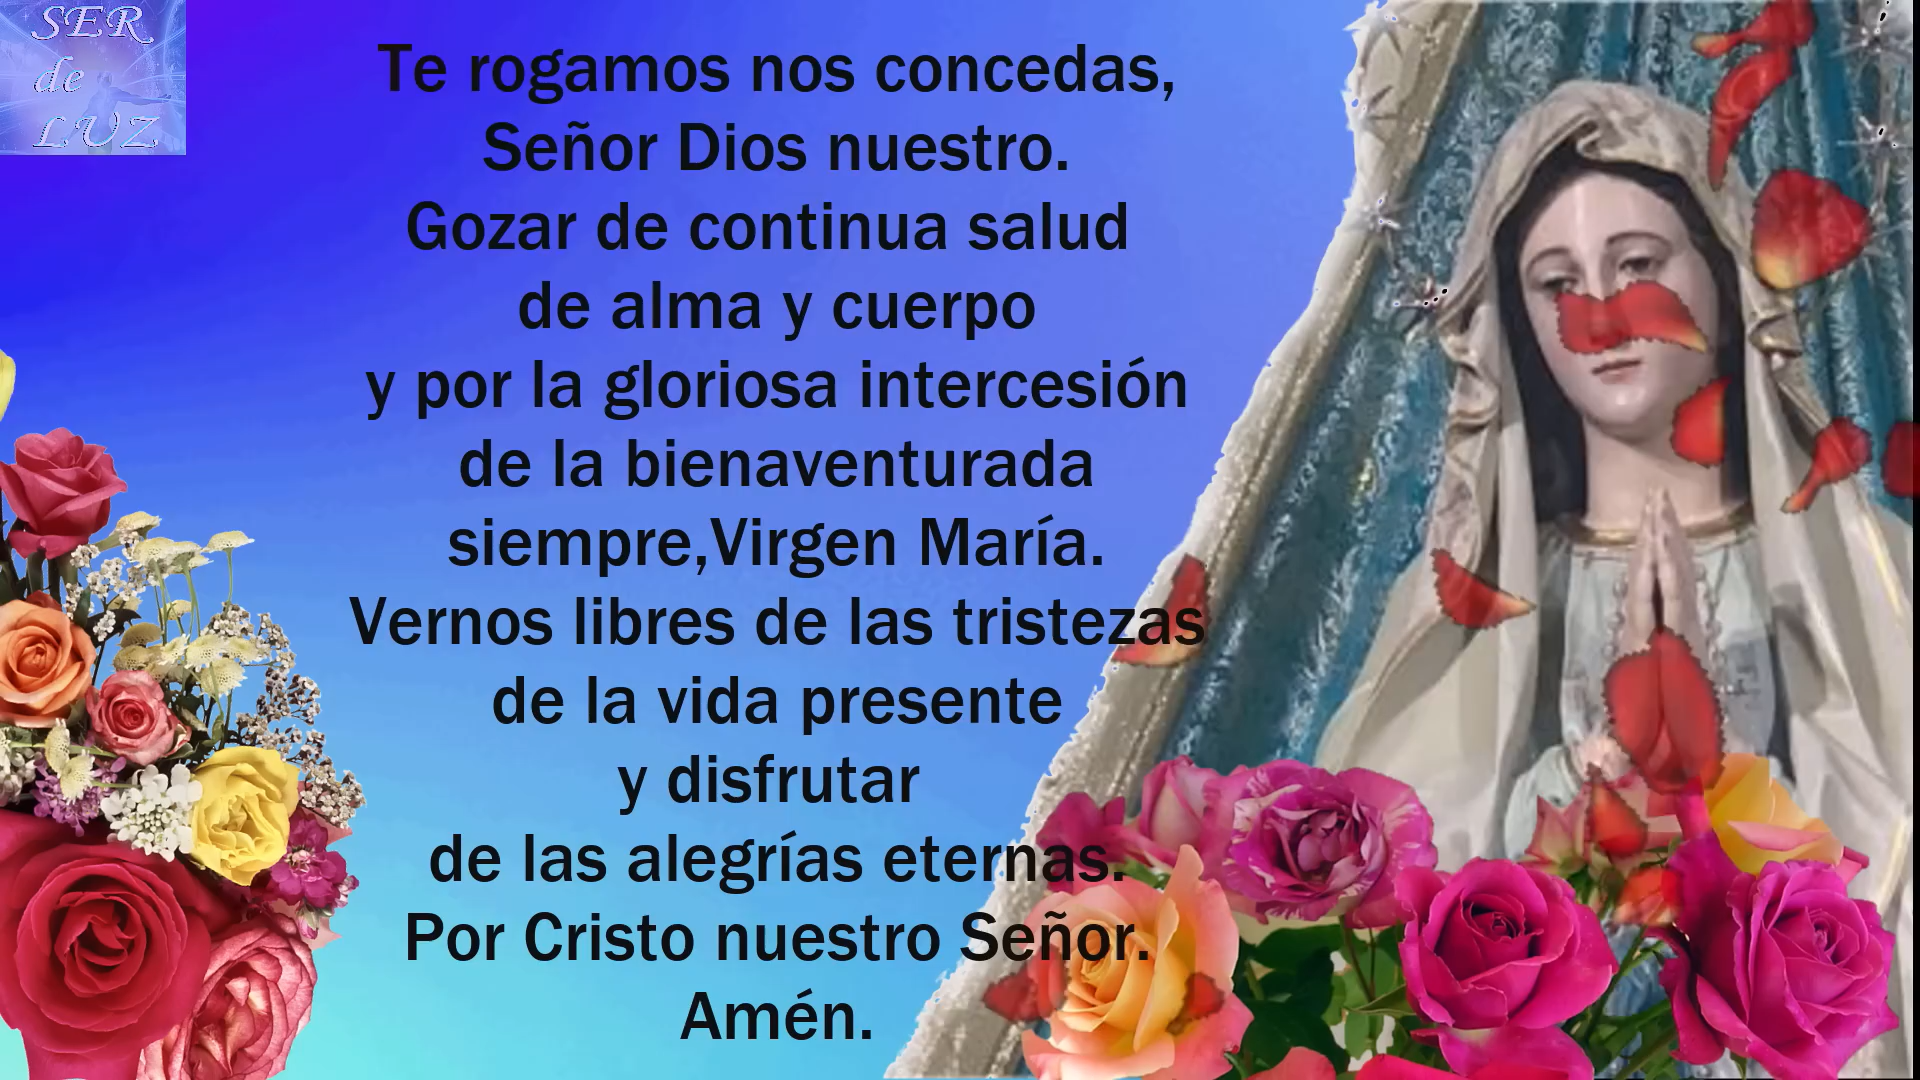 SER
de
LUZ
Te rogamos nos concedas,
Señor Dios nuestro.
Gozar de continua salud
de alma y cuerpo
y por la gloriosa intercesión
de la bienaventurada
siempre,Virgen María.
Vernos libres de las tristezas
de la vida presente
y disfrutar
de las alegrías eternas.
Por Cristo nuestro Señor.
Amén.